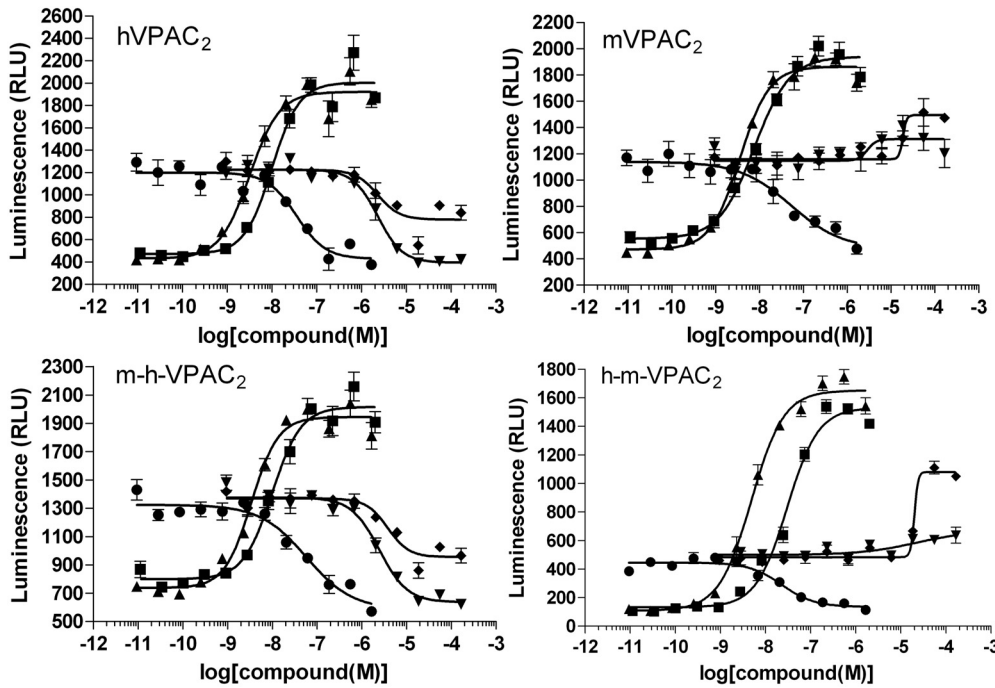 hVPAC2
Luminescence (RLU)
2600
2400
2200
2000
1800
1600
1400
1200
1000
800
600
400
200
-12 -11 -10 -9 -8 -7 -6 -5 -4 -3
log[compound(M)]
mVPAC2
Luminescence (RLU)
2200
2000
1800
1600
1400
1200
1000
800
600
400
200
-12 -11 -10 -9 -8 -7 -6 -5 -4 -3
log[compound(M)]
m-h-VPAC2
Luminescence (RLU)
2300
2100
1900
1700
1500
1300
1100
900
700
500
-12 -11 -10 -9 -8 -7 -6 -5 -4 -3
log[compound(M)]
h-m-VPAC2
Luminescence (RLU)
1800
1600
1400
1200
1000
800
600
400
200
0
-12 -11 -10 -9 -8 -7 -6 -5 -4 -3
log[compound(M)]